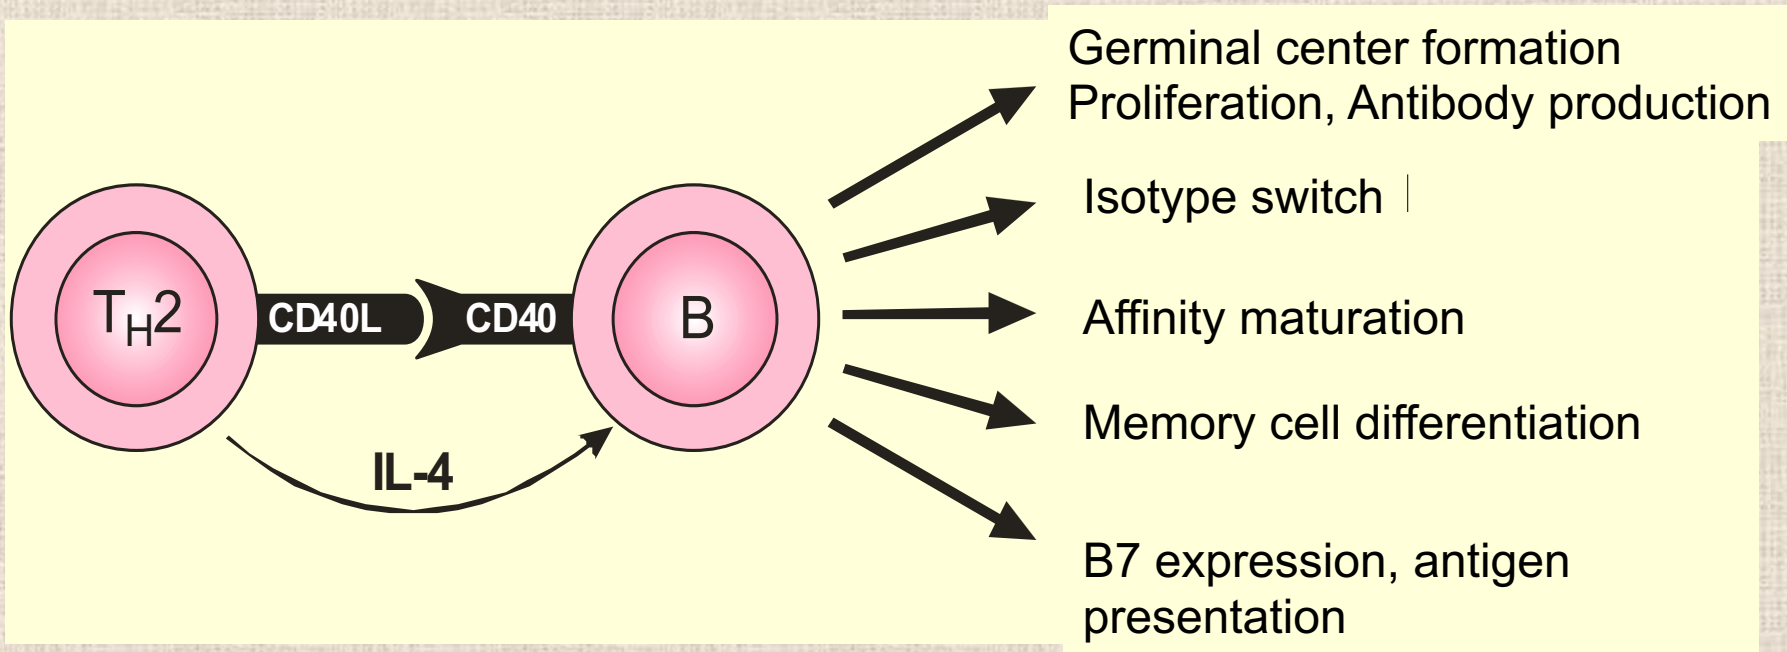 Germinal center formation
Proliferation, Antibody production
Isotype switch
TH2
CD40L
CD40
B
Affinity maturation
Memory cell differentiation
IL-4
B7 expression, antigen
presentation